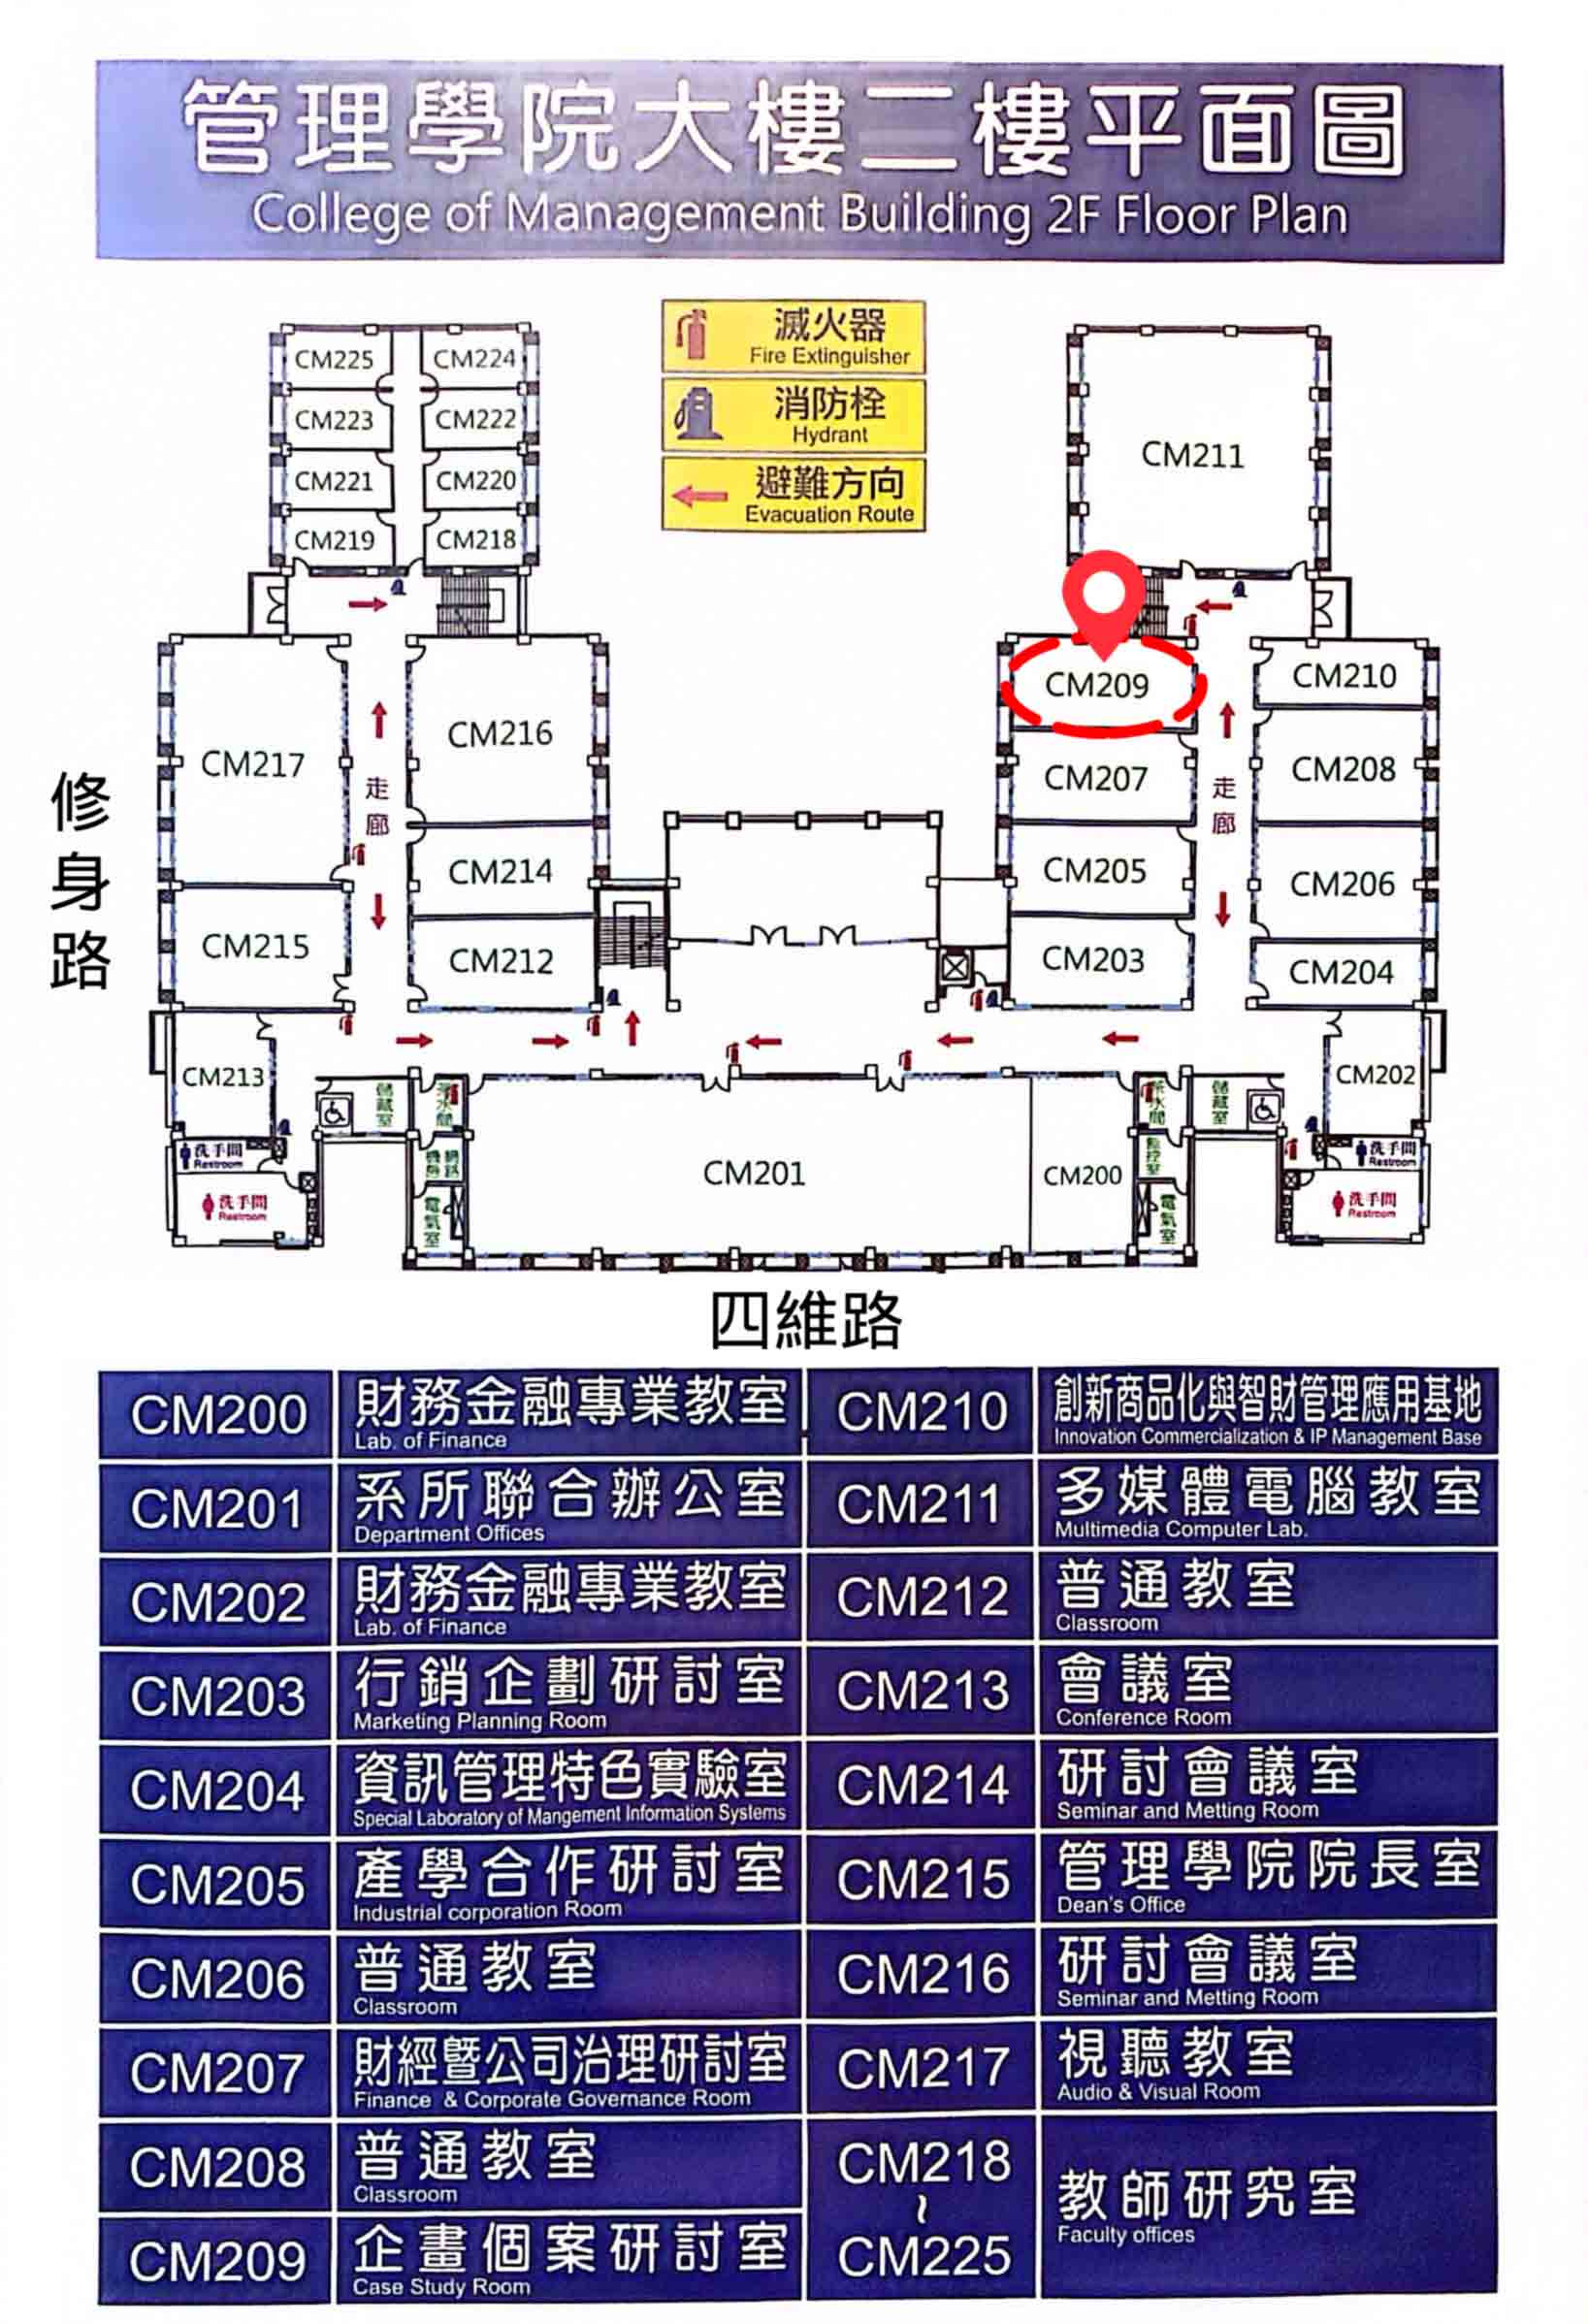 管理學院大樓二樓平面圖
College of Management Building 2F Floor Plan
滅火器
Fire Extinguisher
消防栓
Hydrant
避難方向
Evacuation Route
CM225
CM224
CM223
CM222
CM221
CM220
CM219
CM218
CM211
CM217
CM216
CM214
CM215
CM212
CM213
走廊
CM209
CM210
CM207
CM208
CM205
CM206
CM203
CM204
CM202
走廊
修身路
儲藏室
茶水間
電氣室
洗手間
Restroom
洗手間
Restroom
CM201
CM200
茶水間
儲藏室
監控室
電氣室
洗手間
Restroom
洗手間
Restroom
四維路
CM200 財務金融專業教室
Lab. of Finance
CM201 系所聯合辦公室
Department Offices
CM202 財務金融專業教室
Lab. of Finance
CM203 行銷企劃研討室
Marketing Planning Room
CM204 資訊管理特色實驗室
Special Laboratory of Mangement Information Systems
CM205 產學合作研討室
Industrial corporation Room
CM206 普通教室
Classroom
CM207 財經暨公司治理研討室
Finance & Corporate Governance Room
CM208 普通教室
Classroom
CM209 企畫個案研討室
Case Study Room
CM210 創新商品化與智財管理應用基地
Innovation Commercialization & IP Management Base
CM211 多媒體電腦教室
Multimedia Computer Lab.
CM212 普通教室
Classroom
CM213 會議室
Conference Room
CM214 研討會議室
Seminar and Metting Room
CM215 管理學院院長室
Dean's Office
CM216 研討會議室
Seminar and Metting Room
CM217 視聽教室
Audio & Visual Room
CM218
~
CM225
教師研究室
Faculty offices